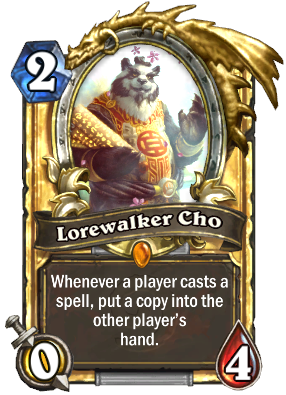 2
Lorewalker Cho
Whenever a player casts a
spell, put a copy into the
other player's
hand.
0
4